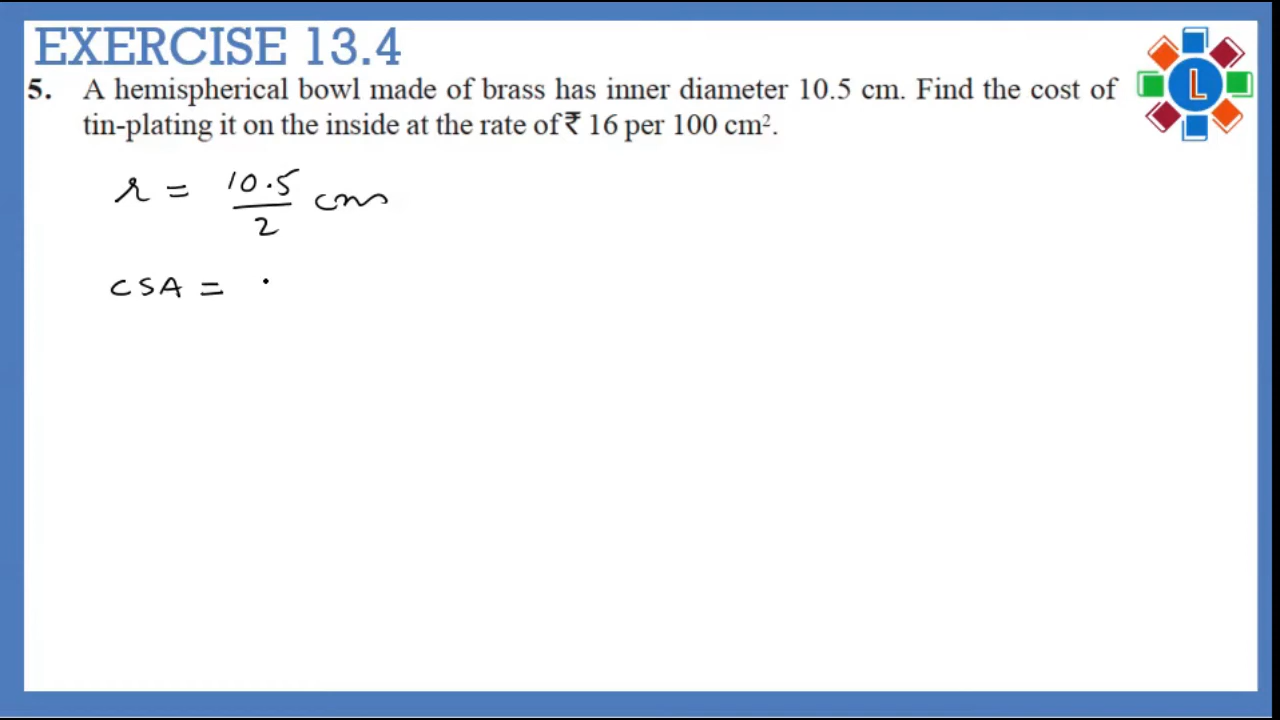 EXERCISE 13.4
5. A hemispherical bowl made of brass has inner diameter 10.5 cm. Find the cost of
tin-plating it on the inside at the rate of ₹ 16 per 100 cm².
L
r = 10.5/2 cm
CSA =